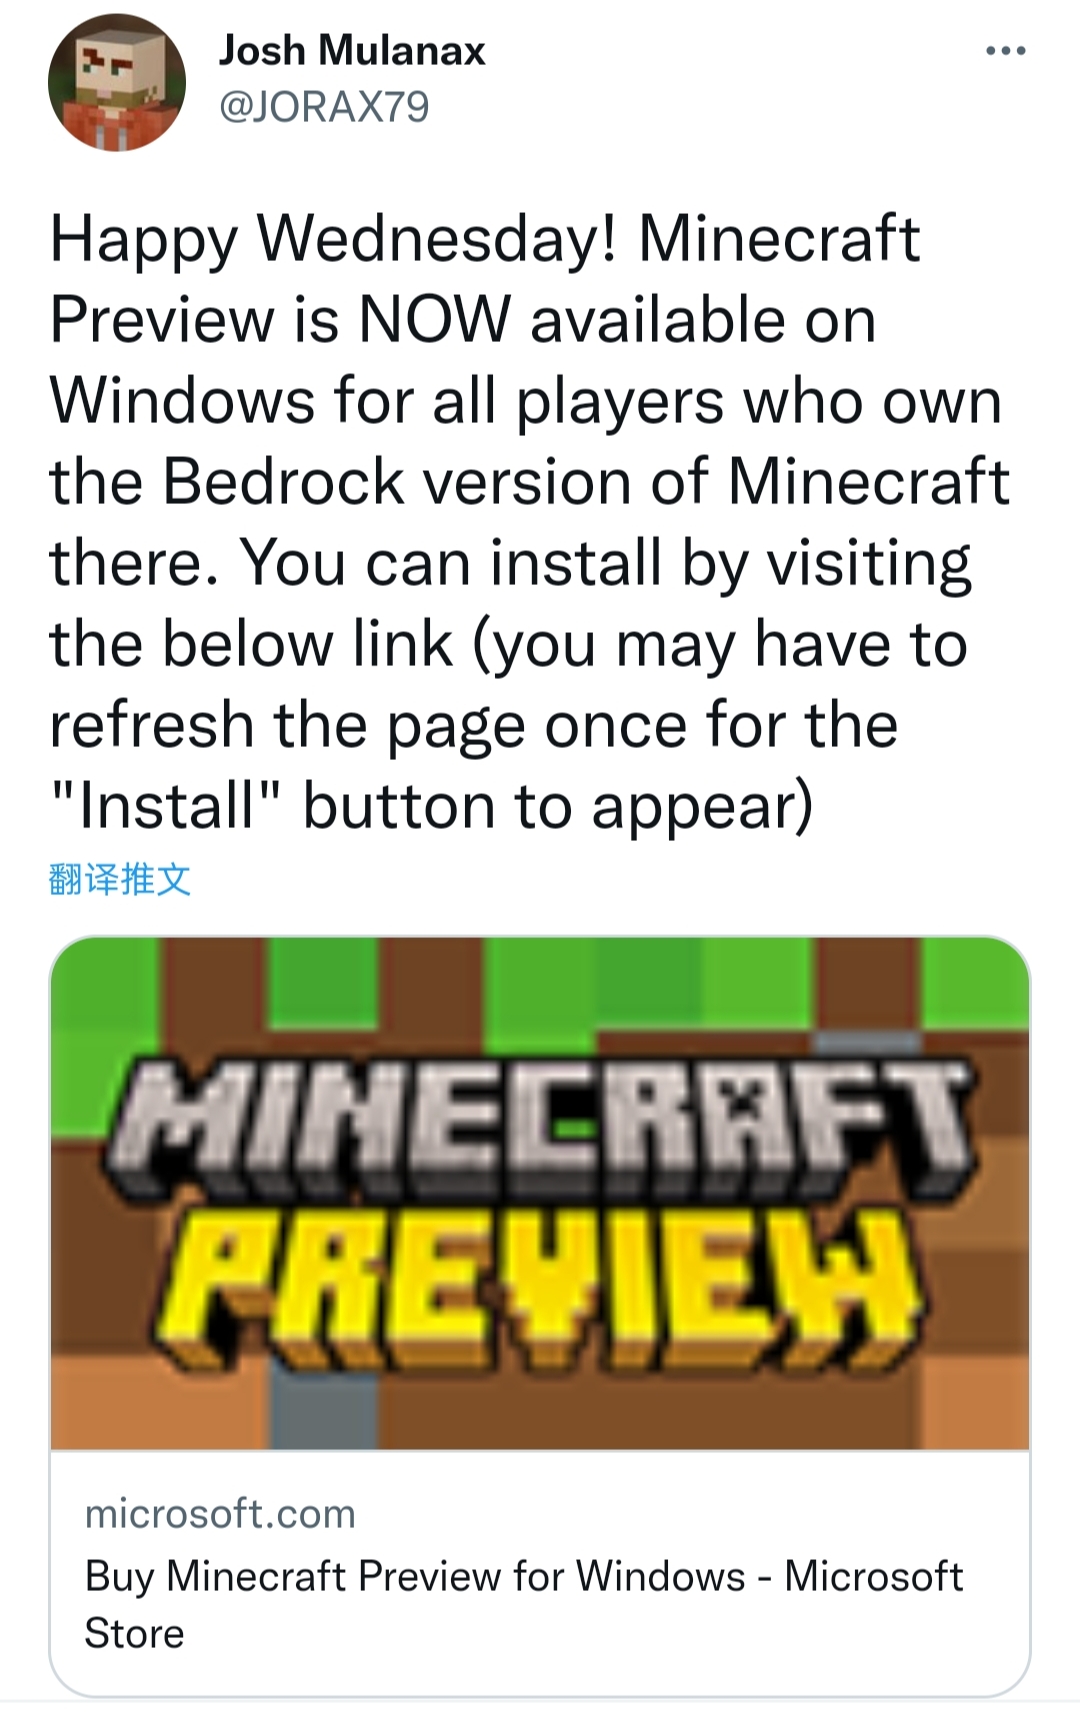 Josh Mulanax
@JORAX79
Happy Wednesday! Minecraft
Preview is NOW available on
Windows for all players who own
the Bedrock version of Minecraft
there. You can install by visiting
the below link (you may have to
refresh the page once for the
"Install" button to appear)
翻译推文
MINECRAFT
PREVIEW
microsoft.com
Buy Minecraft Preview for Windows - Microsoft
Store